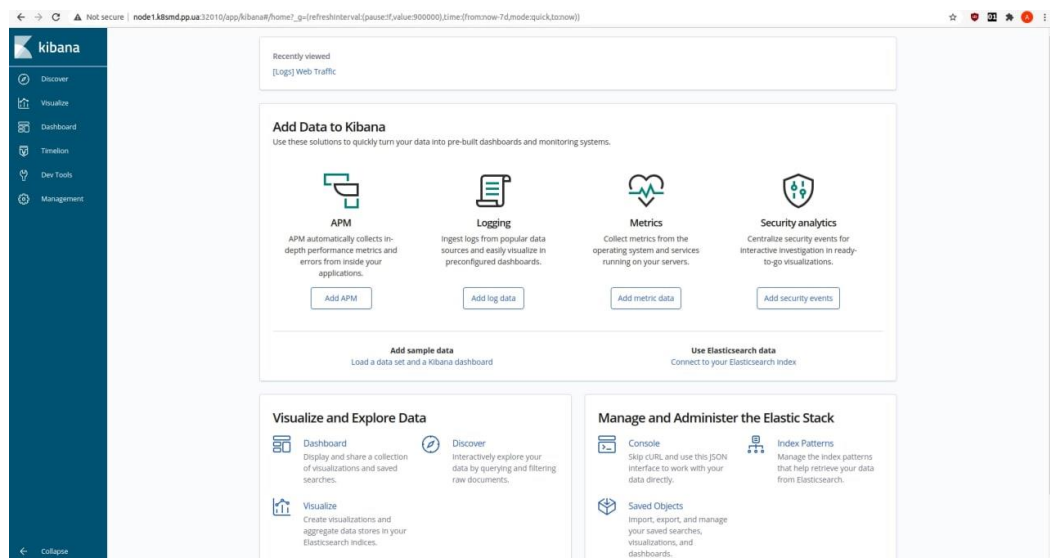 Not secure | node1.k8smd.pp.ua:32010/app/kibana#/home?_g=(refreshInterval:(pause:!f,value:900000),time:(from:now-7d,mode:quick,to:now))
kibana
Discover
Visualize
Dashboard
Timelion
Dev Tools
Management
Collapse
Recently viewed
[Logs] Web Traffic
Add Data to Kibana
Use these solutions to quickly turn your data into pre-built dashboards and monitoring systems.
APM
APM automatically collects in-
depth performance metrics and
errors from inside your
applications.
Add APM
Logging
Ingest logs from popular data
sources and easily visualize in
preconfigured dashboards.
Add log data
Metrics
Collect metrics from the
operating system and services
running on your servers.
Add metric data
Security analytics
Centralize security events for
interactive investigation in ready-
to-go visualizations.
Add security events
Add sample data
Load a data set and a Kibana dashboard
Use Elasticsearch data
Connect to your Elasticsearch index
Visualize and Explore Data
Dashboard
Display and share a collection
of visualizations and saved
searches.
Discover
Interactively explore your
data by querying and filtering
raw documents.
Visualize
Create visualizations and
aggregate data stores in your
Elasticsearch indices.
Manage and Administer the Elastic Stack
Console
Skip cURL and use this JSON
interface to work with your
data directly.
Index Patterns
Manage the index patterns
that help retrieve your data
from Elasticsearch.
Saved Objects
Import, export, and manage
your saved searches,
visualizations, and
dashboards.